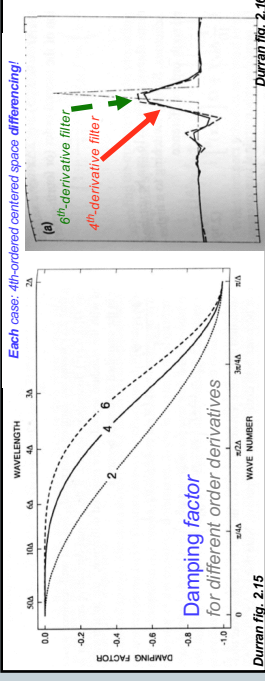 Each case: 4th-ordered centered space differencing!
WAVELENGTH
50Δ 10Δ 6Δ 4Δ 3Δ 2Δ
DAMPING FACTOR
0.0
-0.2
-0.4
-0.6
-0.8
-1.0
2
4
6
Damping factor
for different order derivatives
0 π/4Δ π/2Δ 3π/4Δ π/Δ
WAVE NUMBER
Durran fig. 2.15
(a)
6th-derivative filter
4th-derivative filter
Durran fig. 2.16